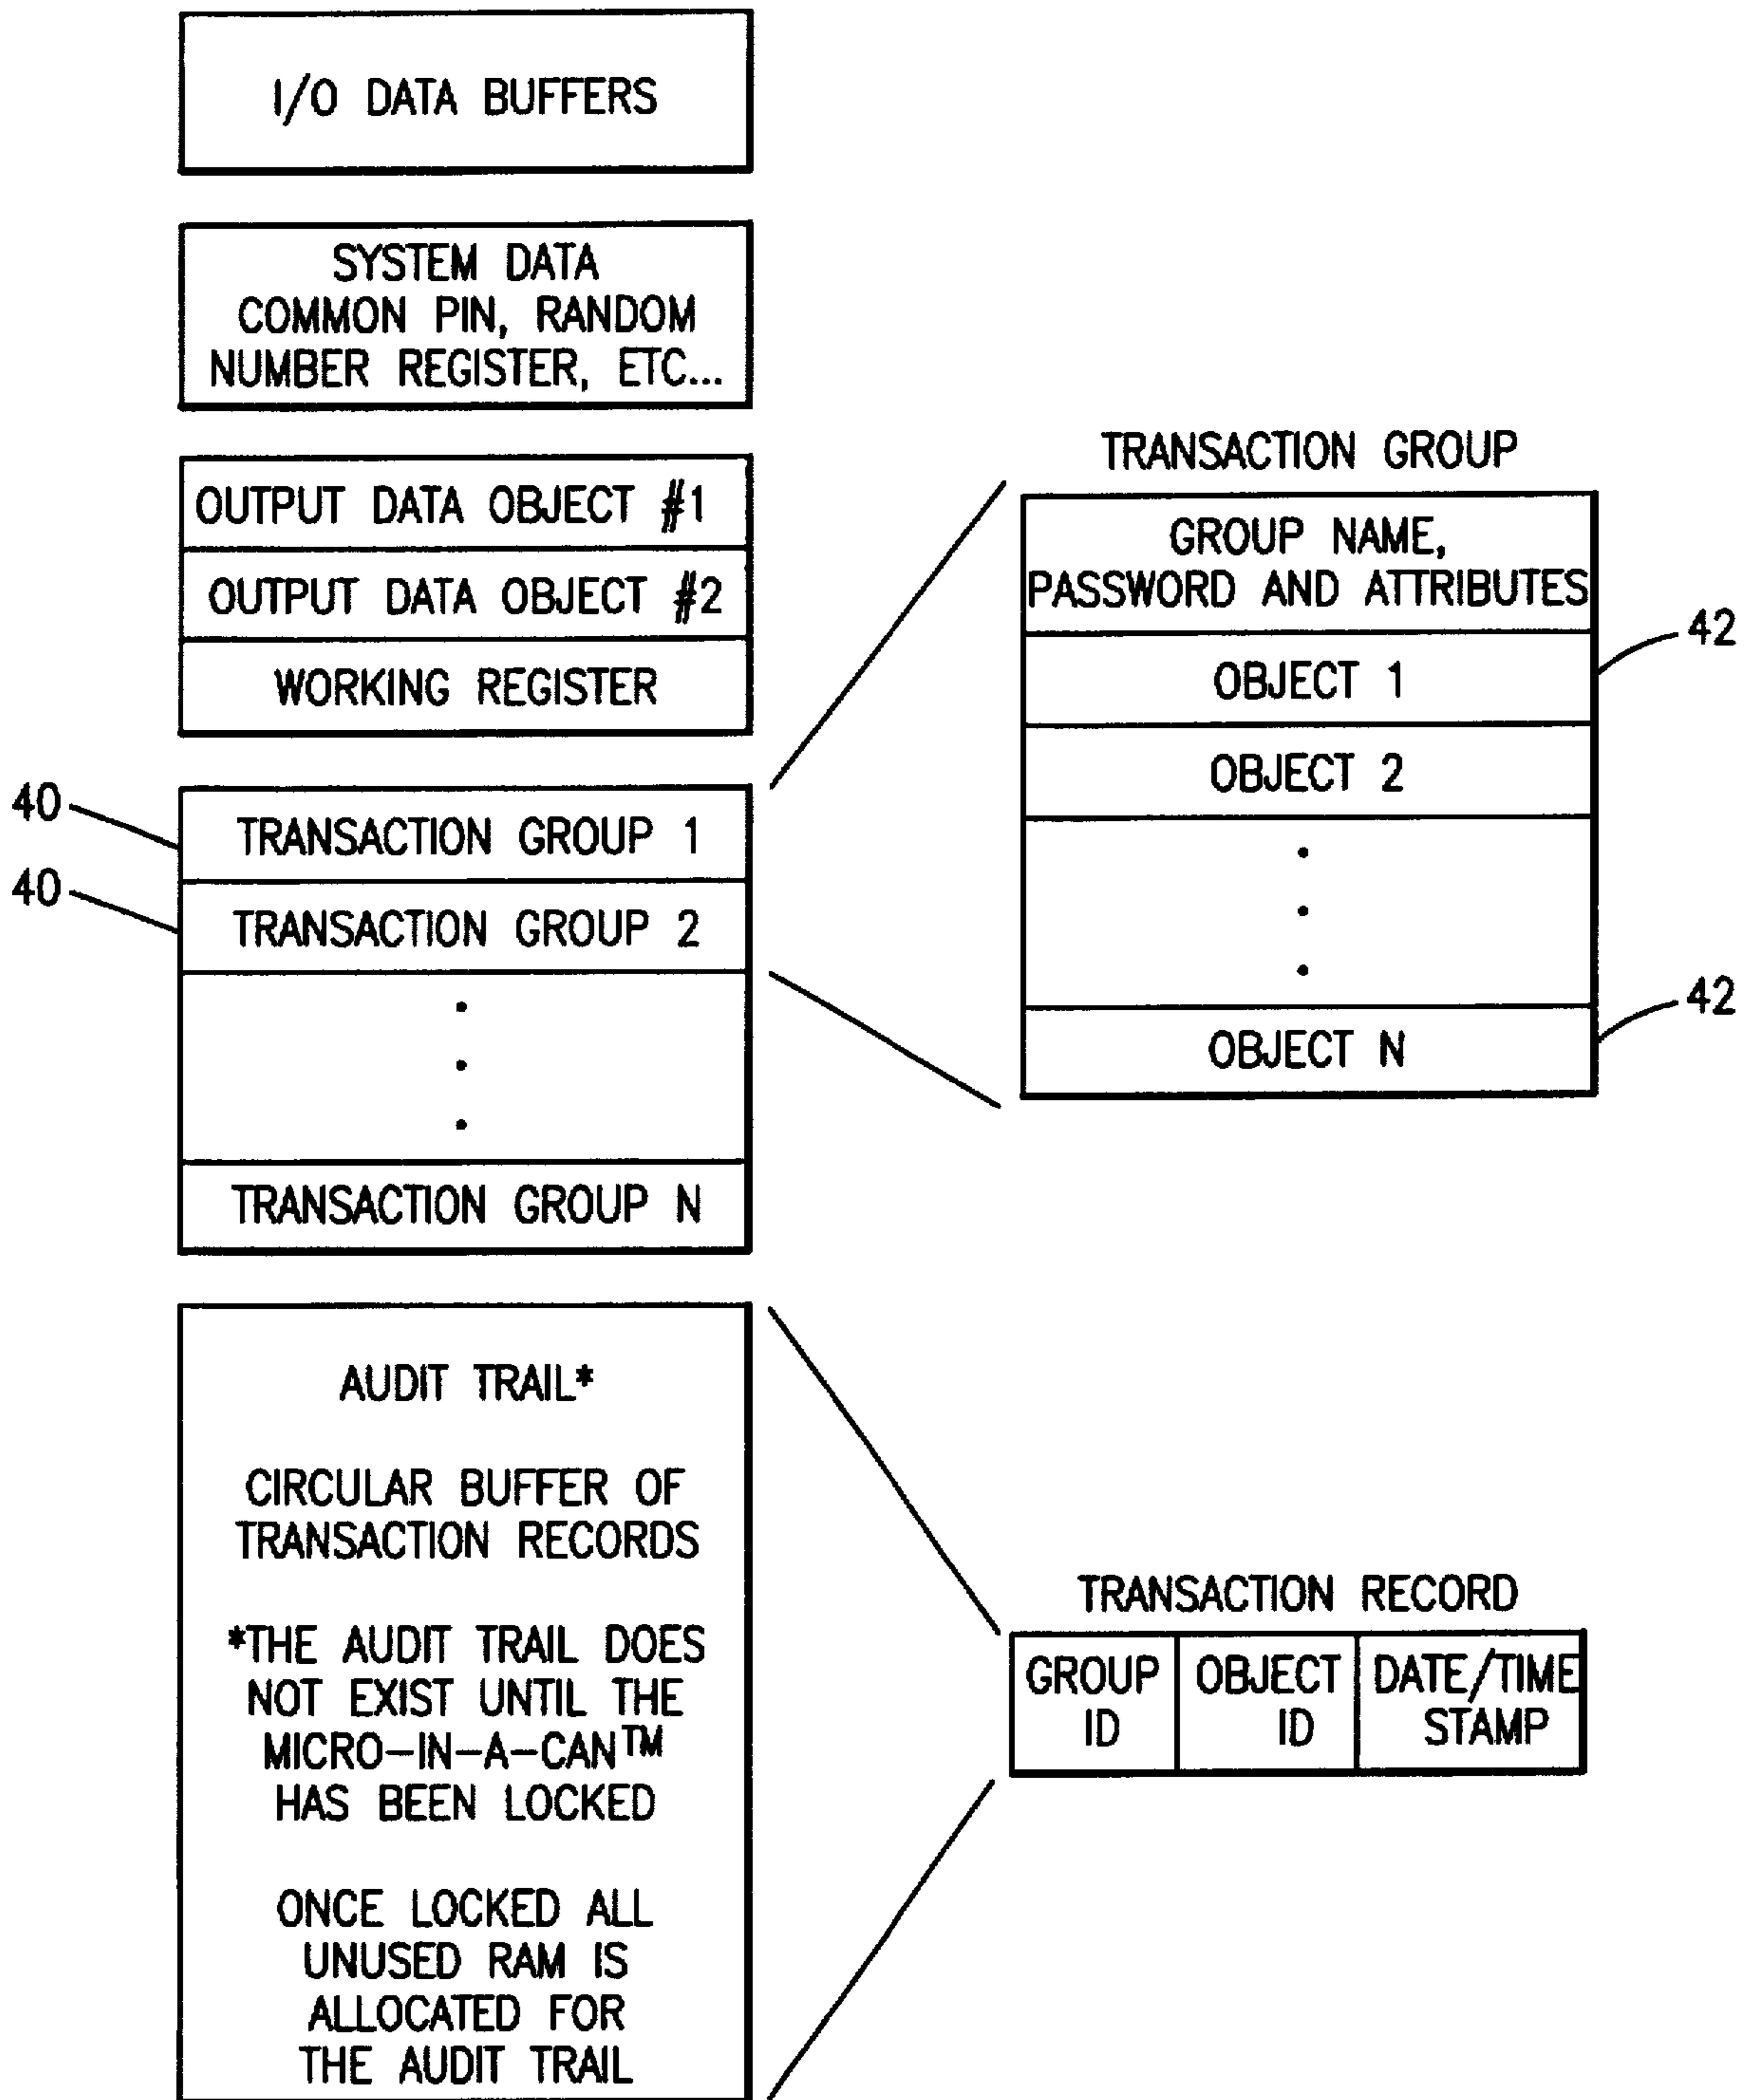 I/O DATA BUFFERS
SYSTEM DATA
COMMON PIN, RANDOM
NUMBER REGISTER, ETC...
OUTPUT DATA OBJECT #1
OUTPUT DATA OBJECT #2
WORKING REGISTER
40
TRANSACTION GROUP 1
40
TRANSACTION GROUP 2
TRANSACTION GROUP N
TRANSACTION GROUP
GROUP NAME,
PASSWORD AND ATTRIBUTES
42
OBJECT 1
OBJECT 2
42
OBJECT N
AUDIT TRAIL*
CIRCULAR BUFFER OF
TRANSACTION RECORDS
*THE AUDIT TRAIL DOES
NOT EXIST UNTIL THE
MICRO-IN-A-CAN™
HAS BEEN LOCKED
ONCE LOCKED ALL
UNUSED RAM IS
ALLOCATED FOR
THE AUDIT TRAIL
TRANSACTION RECORD
GROUP ID
OBJECT ID
DATE/TIME STAMP